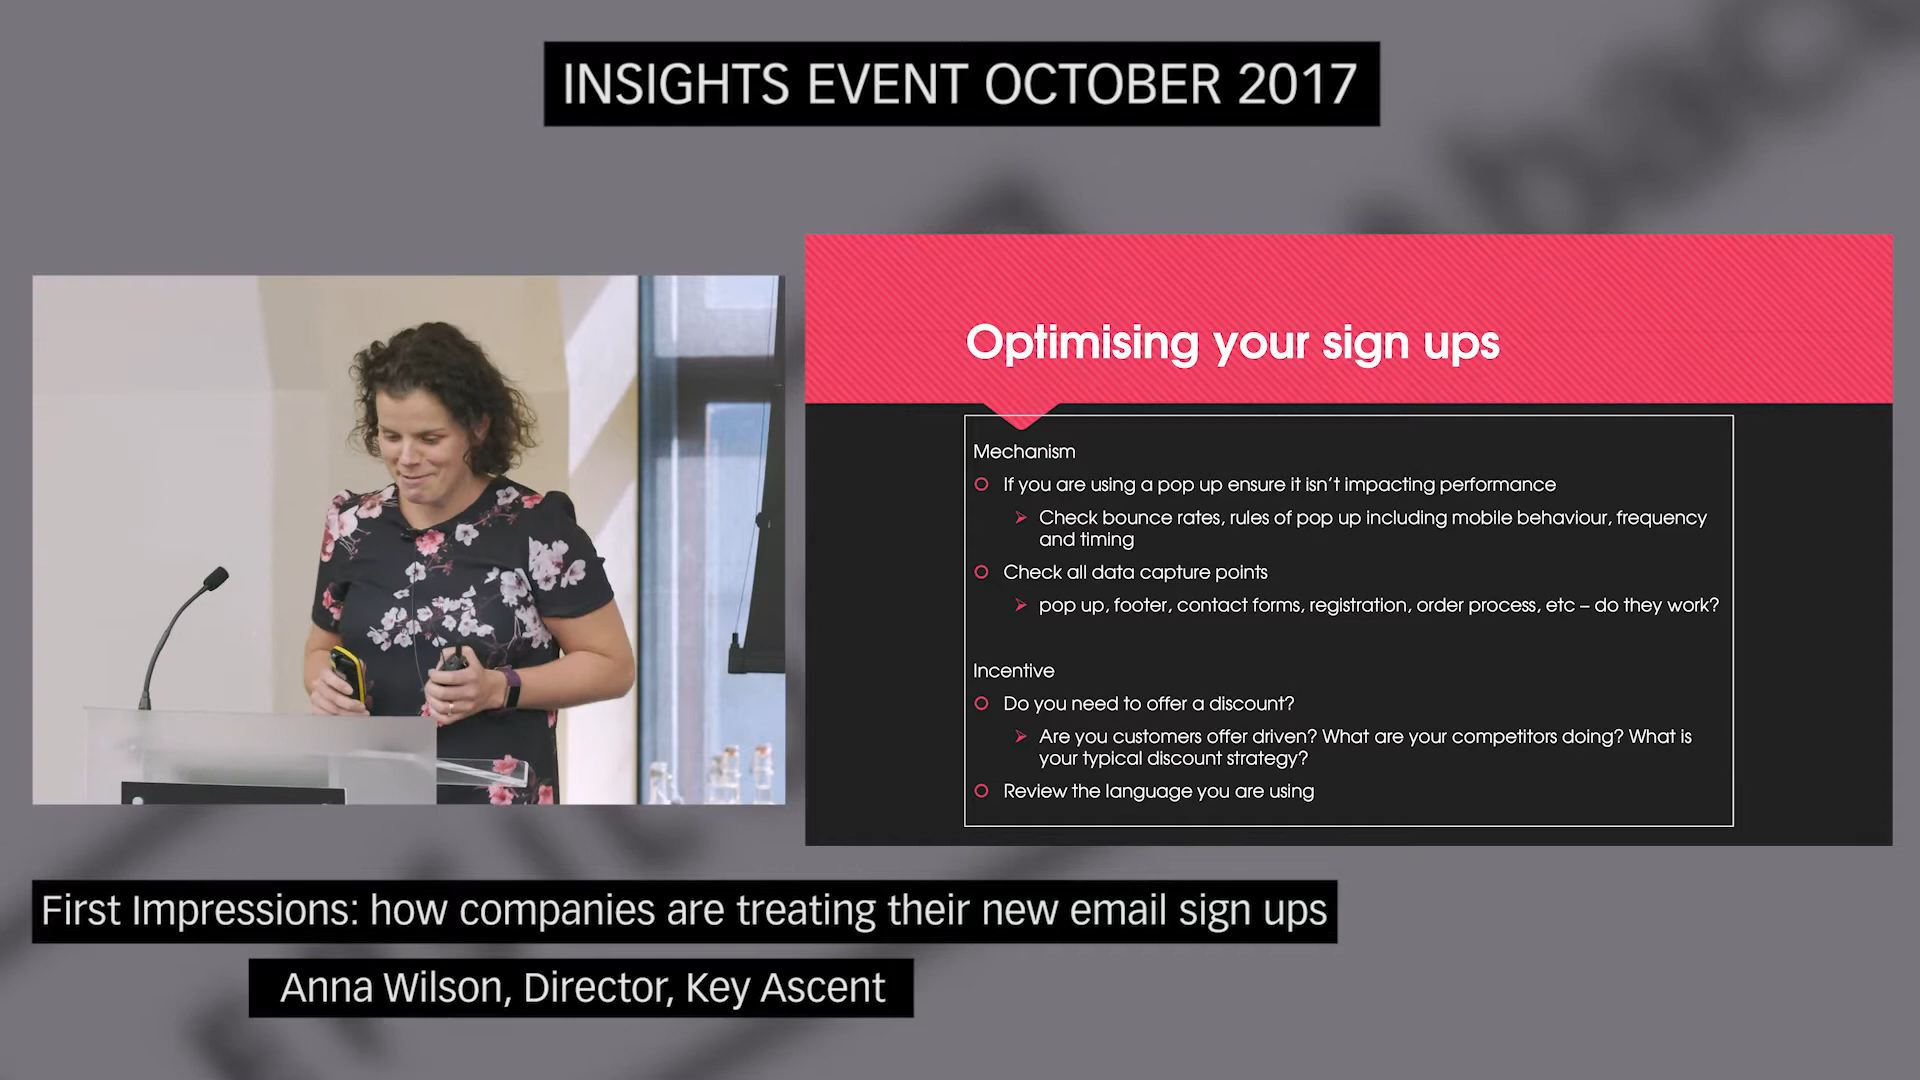 INSIGHTS EVENT OCTOBER 2017
Optimising your sign ups
Mechanism
If you are using a pop up ensure it isn't impacting performance
Check bounce rates, rules of pop up including mobile behaviour, frequency
and timing
Check all data capture points
pop up, footer, contact forms, registration, order process, etc – do they work?
Incentive
Do you need to offer a discount?
Are you customers offer driven? What are your competitors doing? What is
your typical discount strategy?
Review the language you are using
First Impressions: how companies are treating their new email sign ups
Anna Wilson, Director, Key Ascent